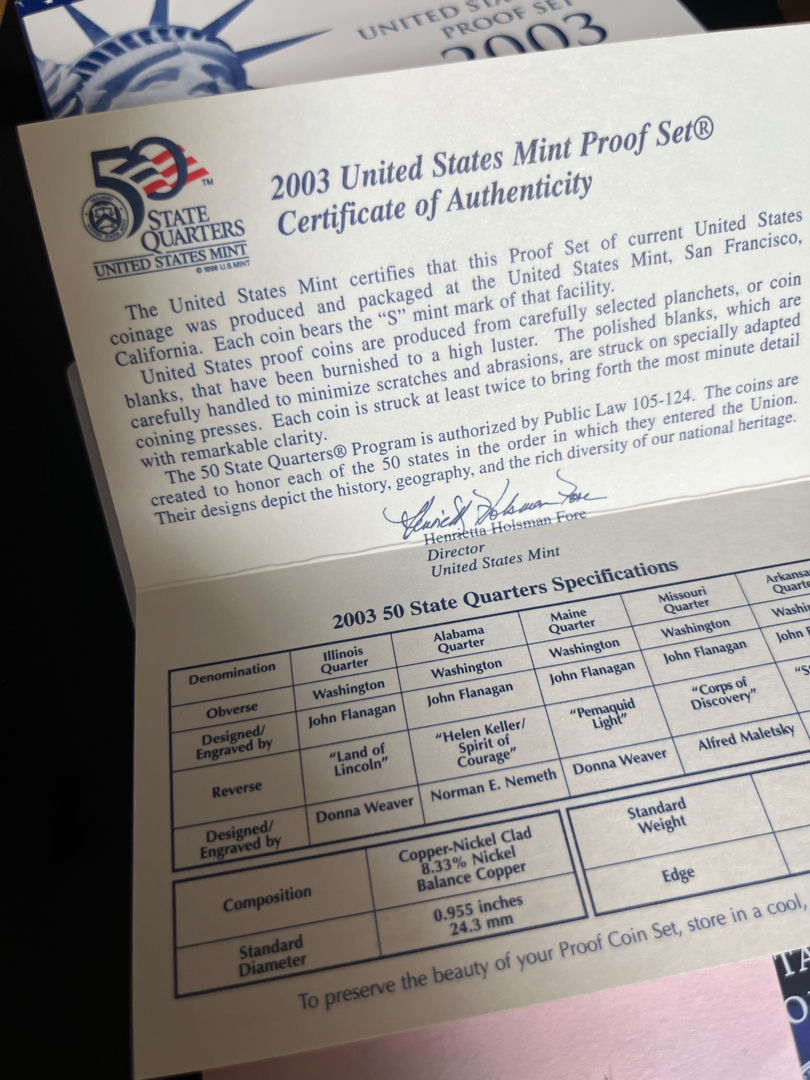 UNITED STA
PROOF SET
2003
50
TM
STATE
QUARTERS
UNITED STATES MINT
© 1998 U.S. MINT
2003 United States Mint Proof Set®
Certificate of Authenticity
The United States Mint certifies that this Proof Set of current United States
coinage was produced and packaged at the United States Mint, San Francisco,
California. Each coin bears the “S” mint mark of that facility.
United States proof coins are produced from carefully selected planchets, or coin
blanks, that have been burnished to a high luster. The polished blanks, which are
carefully handled to minimize scratches and abrasions, are struck on specially adapted
coining presses. Each coin is struck at least twice to bring forth the most minute detail
with remarkable clarity.
The 50 State Quarters® Program is authorized by Public Law 105-124. The coins are
created to honor each of the 50 states in the order in which they entered the Union.
Their designs depict the history, geography, and the rich diversity of our national heritage.
Henrietta Holsman Fore
Henrietta Holsman Fore
Director
United States Mint
2003 50 State Quarters Specifications
Denomination Illinois Quarter Alabama Quarter Maine Quarter Missouri Quarter Arkansa Quarte
Obverse Washington Washington Washington Washington Washi
Designed/ Engraved by John Flanagan John Flanagan John Flanagan John Flanagan John F
Reverse “Land of Lincoln” “Helen Keller/ Spirit of Courage” “Pemaquid Light” “Corps of Discovery” “S
Designed/ Engraved by Donna Weaver Norman E. Nemeth Donna Weaver Alfred Maletsky
Composition Copper-Nickel Clad 8.33% Nickel Balance Copper Standard Weight
Standard Diameter 0.955 inches 24.3 mm Edge
To preserve the beauty of your Proof Coin Set, store in a cool,
TA